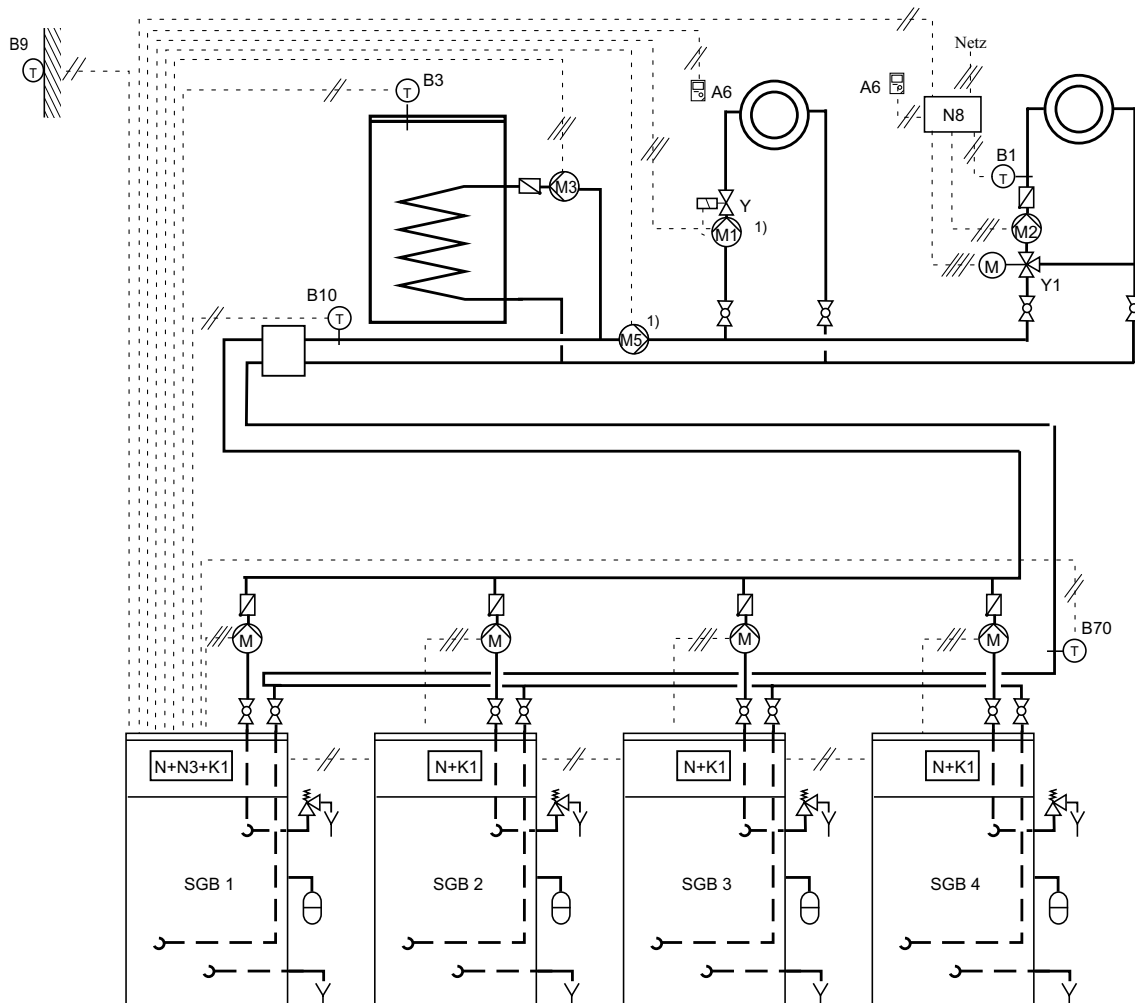 B9
T
B3
T
A6
A6
Netz
N8
B1
T
M3
Y
M1
1)
M2
M
Y1
B10
T
M5
1)
M
M
M
M
B70
T
N+N3+K1
N+K1
N+K1
N+K1
SGB 1
SGB 2
SGB 3
SGB 4